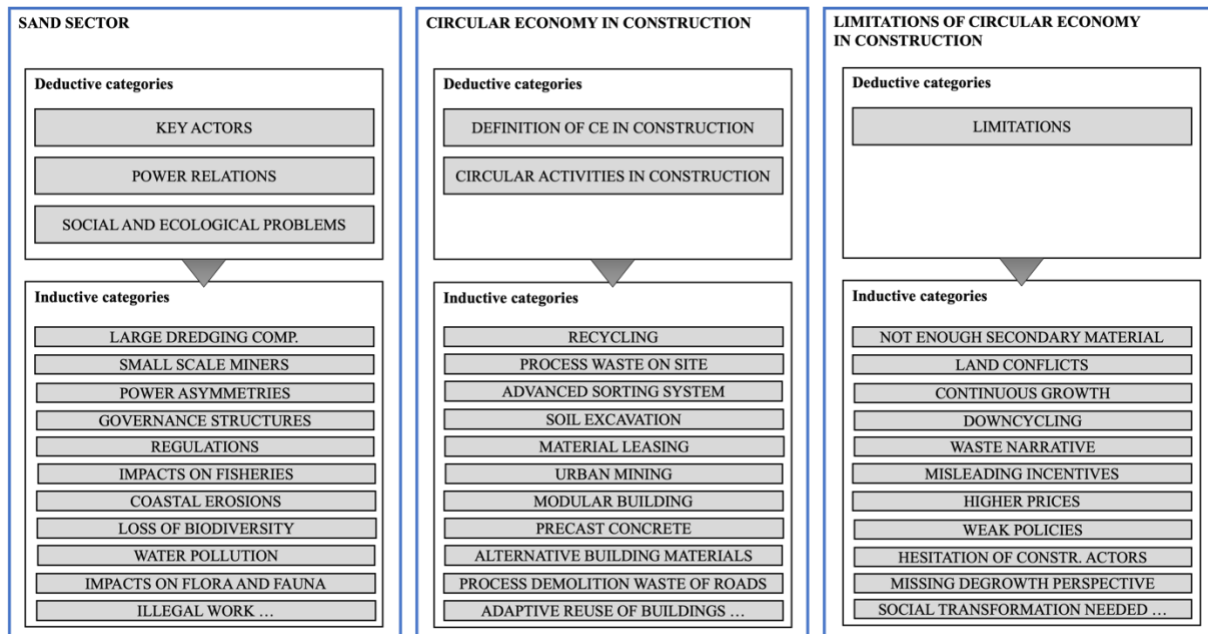 SAND SECTOR
Deductive categories
KEY ACTORS
POWER RELATIONS
SOCIAL AND ECOLOGICAL PROBLEMS
Inductive categories
LARGE DREDGING COMP.
SMALL SCALE MINERS
POWER ASYMMETRIES
GOVERNANCE STRUCTURES
REGULATIONS
IMPACTS ON FISHERIES
COASTAL EROSIONS
LOSS OF BIODIVERSITY
WATER POLLUTION
IMPACTS ON FLORA AND FAUNA
ILLEGAL WORK …
CIRCULAR ECONOMY IN CONSTRUCTION
Deductive categories
DEFINITION OF CE IN CONSTRUCTION
CIRCULAR ACTIVITIES IN CONSTRUCTION
Inductive categories
RECYCLING
PROCESS WASTE ON SITE
ADVANCED SORTING SYSTEM
SOIL EXCAVATION
MATERIAL LEASING
URBAN MINING
MODULAR BUILDING
PRECAST CONCRETE
ALTERNATIVE BUILDING MATERIALS
PROCESS DEMOLITION WASTE OF ROADS
ADAPTIVE REUSE OF BUILDINGS …
LIMITATIONS OF CIRCULAR ECONOMY
IN CONSTRUCTION
Deductive categories
LIMITATIONS
Inductive categories
NOT ENOUGH SECONDARY MATERIAL
LAND CONFLICTS
CONTINUOUS GROWTH
DOWNCYCLING
WASTE NARRATIVE
MISLEADING INCENTIVES
HIGHER PRICES
WEAK POLICIES
HESITATION OF CONSTR. ACTORS
MISSING DEGROWTH PERSPECTIVE
SOCIAL TRANSFORMATION NEEDED …